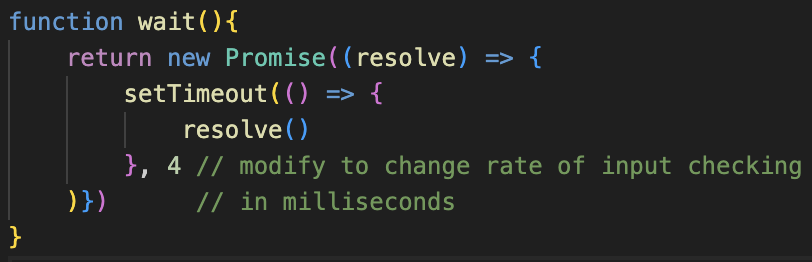 function wait(){
    return new Promise((resolve) => {
        setTimeout(() => {
            resolve()
        }, 4 // modify to change rate of input checking
    )})      // in milliseconds
}